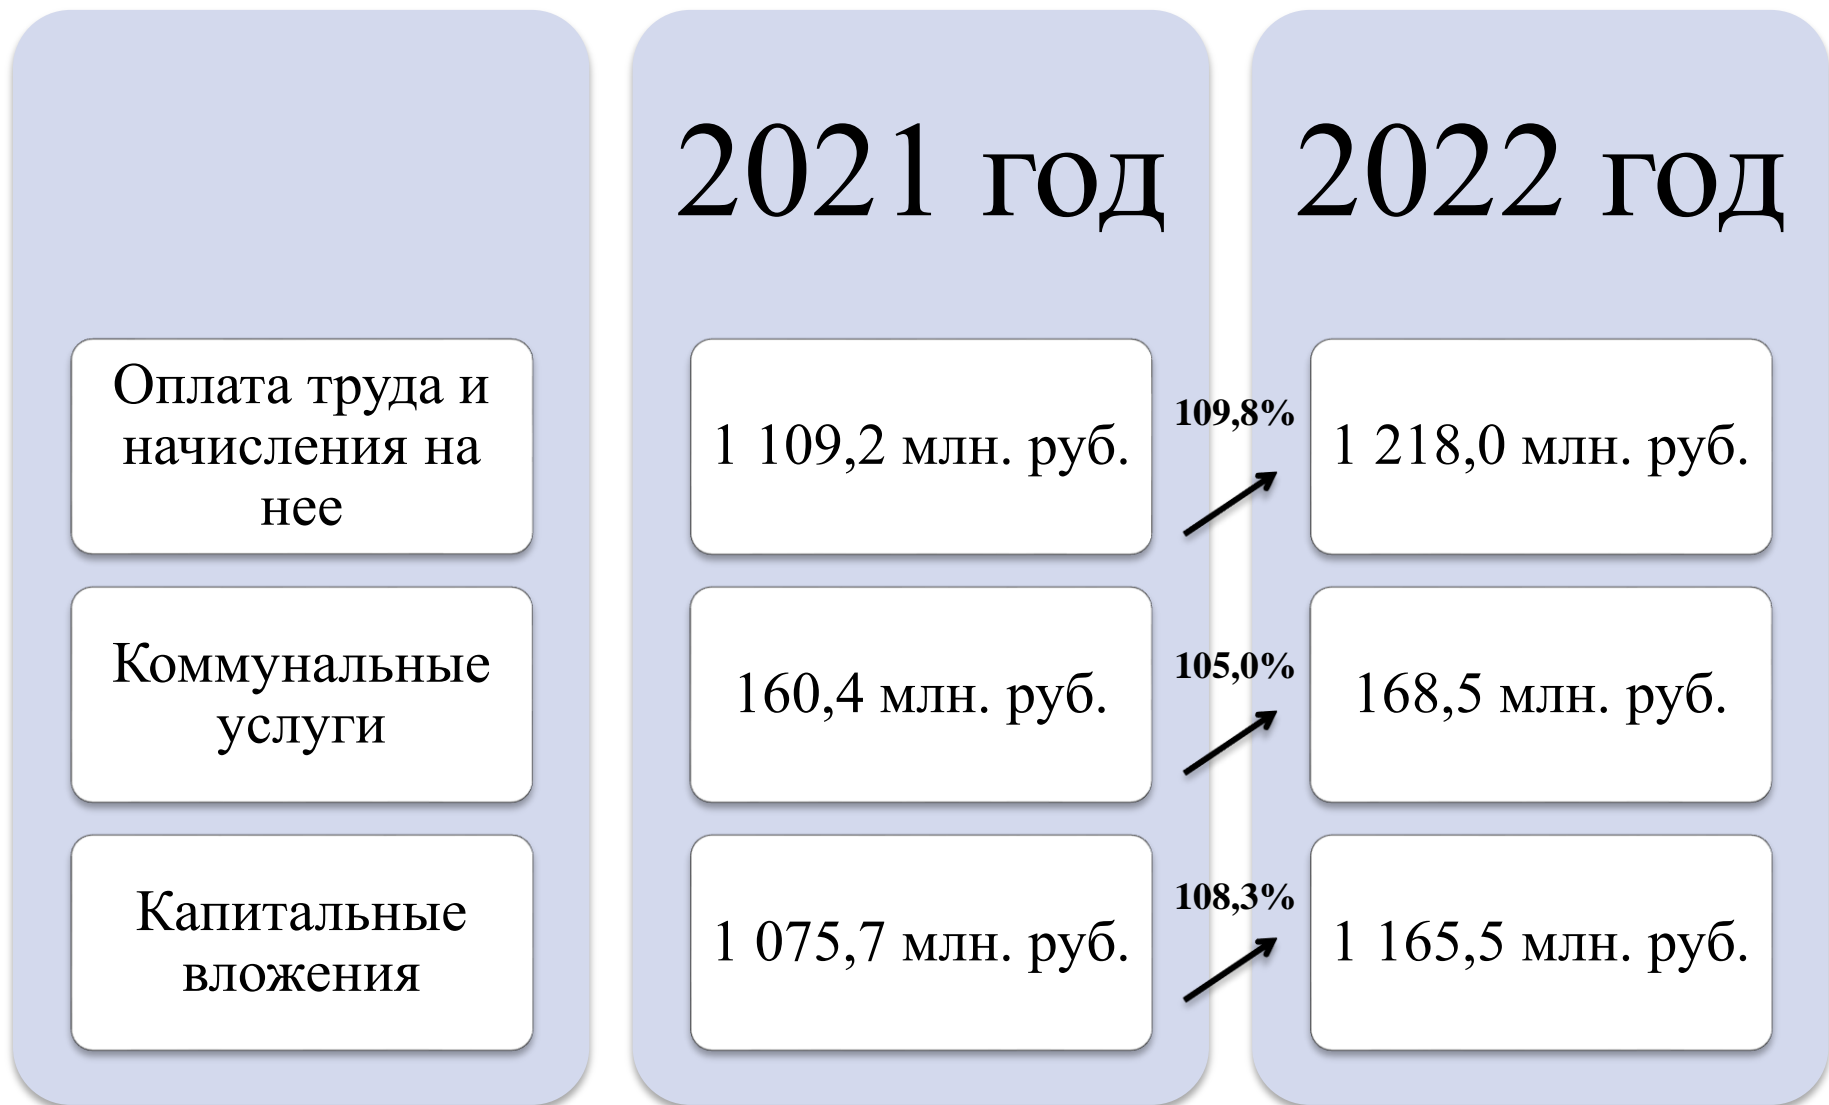 2021 год
2022 год
Оплата труда и
начисления на
нее
1 109,2 млн. руб.
109,8%
1 218,0 млн. руб.
Коммунальные
услуги
160,4 млн. руб.
105,0%
168,5 млн. руб.
Капитальные
вложения
1 075,7 млн. руб.
108,3%
1 165,5 млн. руб.